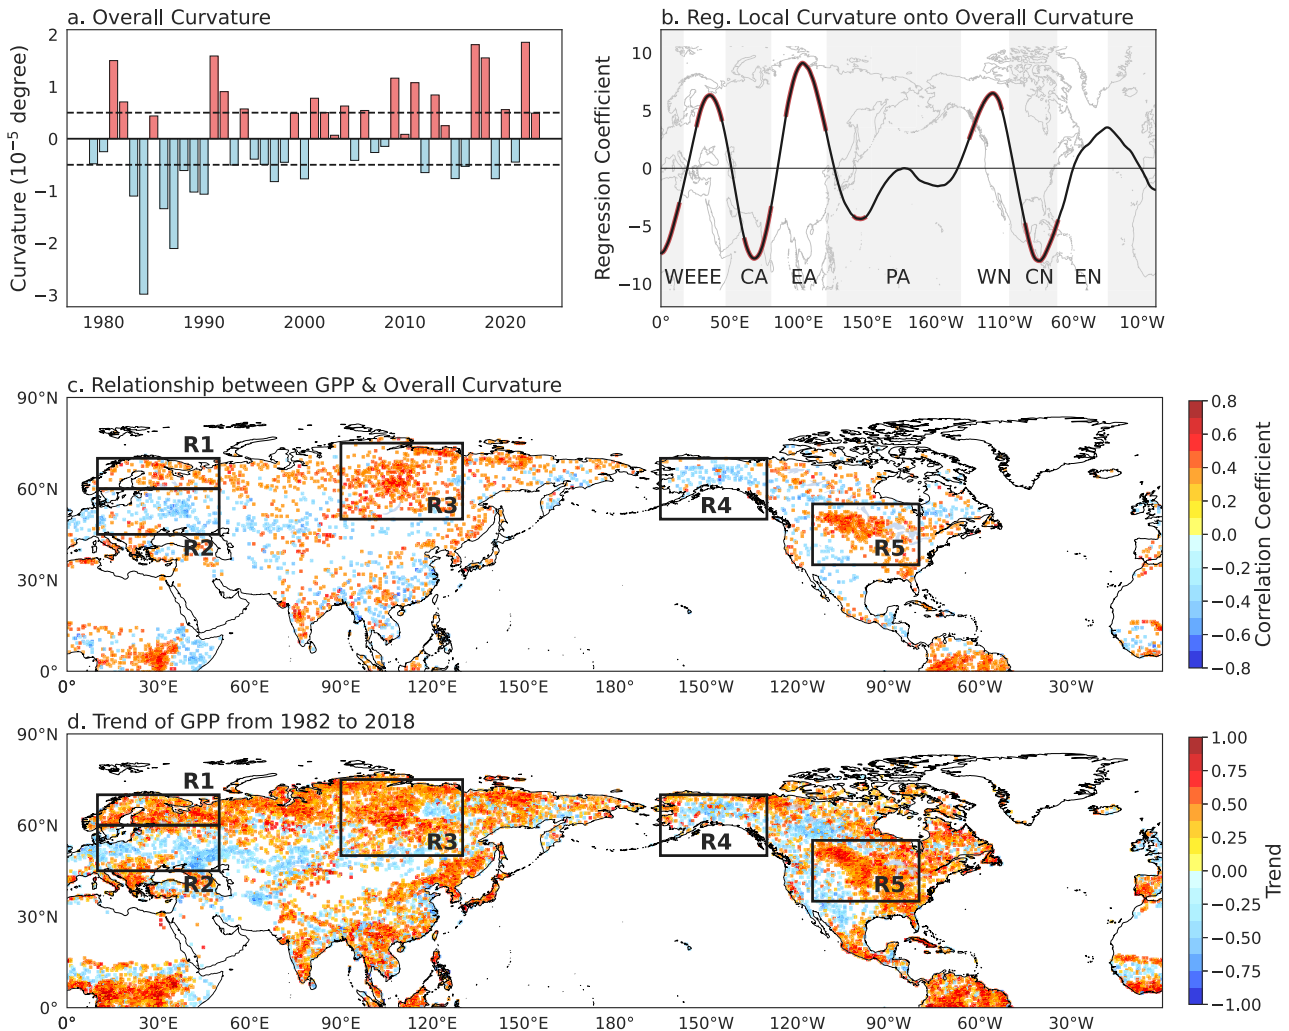 a. Overall Curvature
Curvature (10⁻⁵ degree)
2
1
0
−1
−2
−3
1980 1990 2000 2010 2020
b. Reg. Local Curvature onto Overall Curvature
Regression Coefficient
10
5
0
−5
−10
WE EE CA EA PA WN CN EN
0° 50°E 100°E 150°E 160°W 110°W 60°W 10°W
c. Relationship between GPP & Overall Curvature
90°N
60°N
30°N
0°
R1
R2
R3
R4
R5
0° 30°E 60°E 90°E 120°E 150°E 180° 150°W 120°W 90°W 60°W 30°W
0.8
0.6
0.4
0.2
0.0
−0.2
−0.4
−0.6
−0.8
Correlation Coefficient
d. Trend of GPP from 1982 to 2018
90°N
60°N
30°N
0°
R1
R2
R3
R4
R5
0° 30°E 60°E 90°E 120°E 150°E 180° 150°W 120°W 90°W 60°W 30°W
1.00
0.75
0.50
0.25
0.00
−0.25
−0.50
−0.75
−1.00
Trend